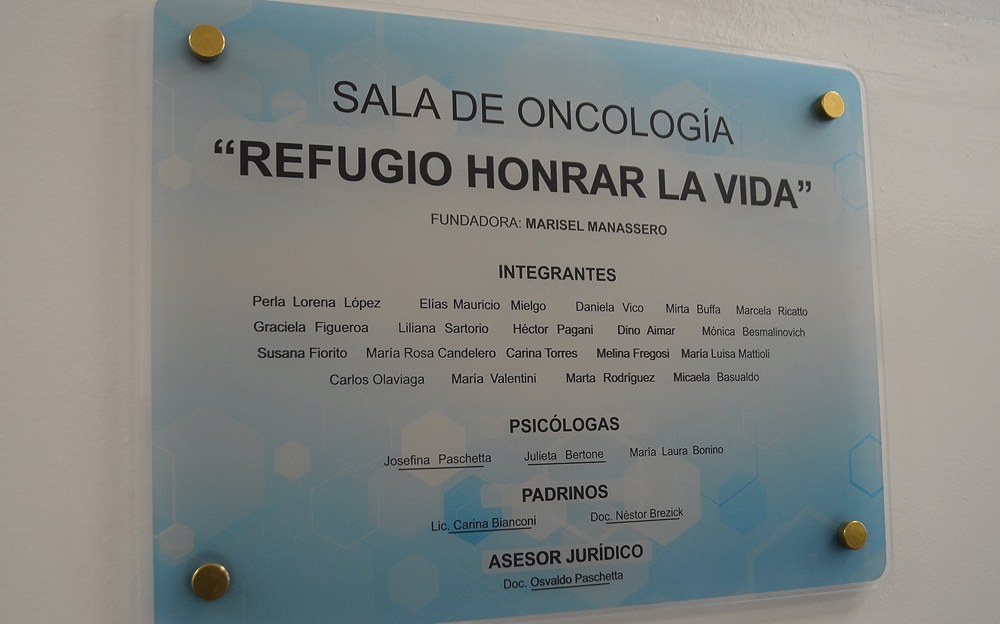 SALA DE ONCOLOGÍA
“REFUGIO HONRAR LA VIDA”
FUNDADORA: MARISEL MANASSERO
INTEGRANTES
Perla Lorena López Elías Mauricio Mielgo Daniela Vico Mirta Buffa Marcela Ricatto
Graciela Figueroa Liliana Sartorio Héctor Pagani Dino Aimar Mónica Besmalinovich
Susana Fiorito María Rosa Candelero Carina Torres Melina Fregosi María Luisa Mattioli
Carlos Olaviaga María Valentini Marta Rodríguez Micaela Basualdo
PSICÓLOGAS
Josefina Paschetta Julieta Bertone María Laura Bonino
PADRINOS
Lic. Carina Bianconi Doc. Néstor Brezick
ASESOR JURÍDICO
Doc. Osvaldo Paschetta